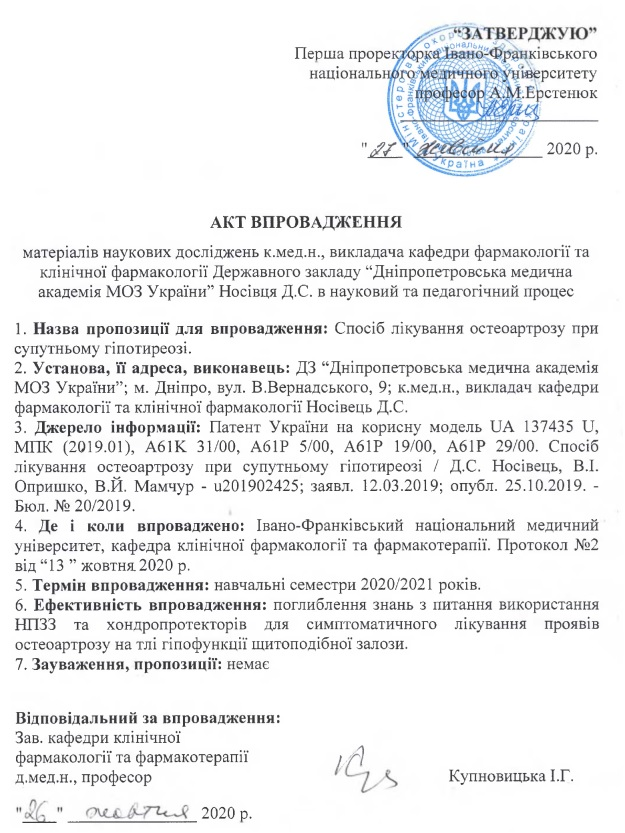 “ЗАТВЕРДЖУЮ”
Перша проректорка Івано-Франківського
національного медичного університету
професор А.М.Ерстенюк
"27" жовтня 2020 р.
АКТ ВПРОВАДЖЕННЯ
матеріалів наукових досліджень к.мед.н., викладача кафедри фармакології та
клінічної фармакології Державного закладу “Дніпропетровська медична
академія МОЗ України” Носівця Д.С. в науковий та педагогічний процес
1. Назва пропозиції для впровадження: Спосіб лікування остеоартрозу при
супутньому гіпотиреозі.
2. Установа, її адреса, виконавець: ДЗ “Дніпропетровська медична академія
МОЗ України”; м. Дніпро, вул. В.Вернадського, 9; к.мед.н., викладач кафедри
фармакології та клінічної фармакології Носівець Д.С.
3. Джерело інформації: Патент України на корисну модель UA 137435 U,
МПК (2019.01), А61К 31/00, А61Р 5/00, А61Р 19/00, А61Р 29/00. Спосіб
лікування остеоартрозу при супутньому гіпотиреозі / Д.С. Носівець, В.І.
Опришко, В.Й. Мамчур - u201902425; заявл. 12.03.2019; опубл. 25.10.2019. -
Бюл. № 20/2019.
4. Де і коли впроваджено: Івано-Франківський національний медичний
університет, кафедра клінічної фармакології та фармакотерапії. Протокол №2
від “13 ” жовтня 2020 р.
5. Термін впровадження: навчальні семестри 2020/2021 років.
6. Ефективність впровадження: поглиблення знань з питання використання
НПЗЗ та хондропротекторів для симптоматичного лікування проявів
остеоартрозу на тлі гіпофункції щитоподібної залози.
7. Зауваження, пропозиції: немає
Відповідальний за впровадження:
Зав. кафедри клінічної
фармакології та фармакотерапії
д.мед.н., професор Купновицька І.Г.
"26" жовтня 2020 р.